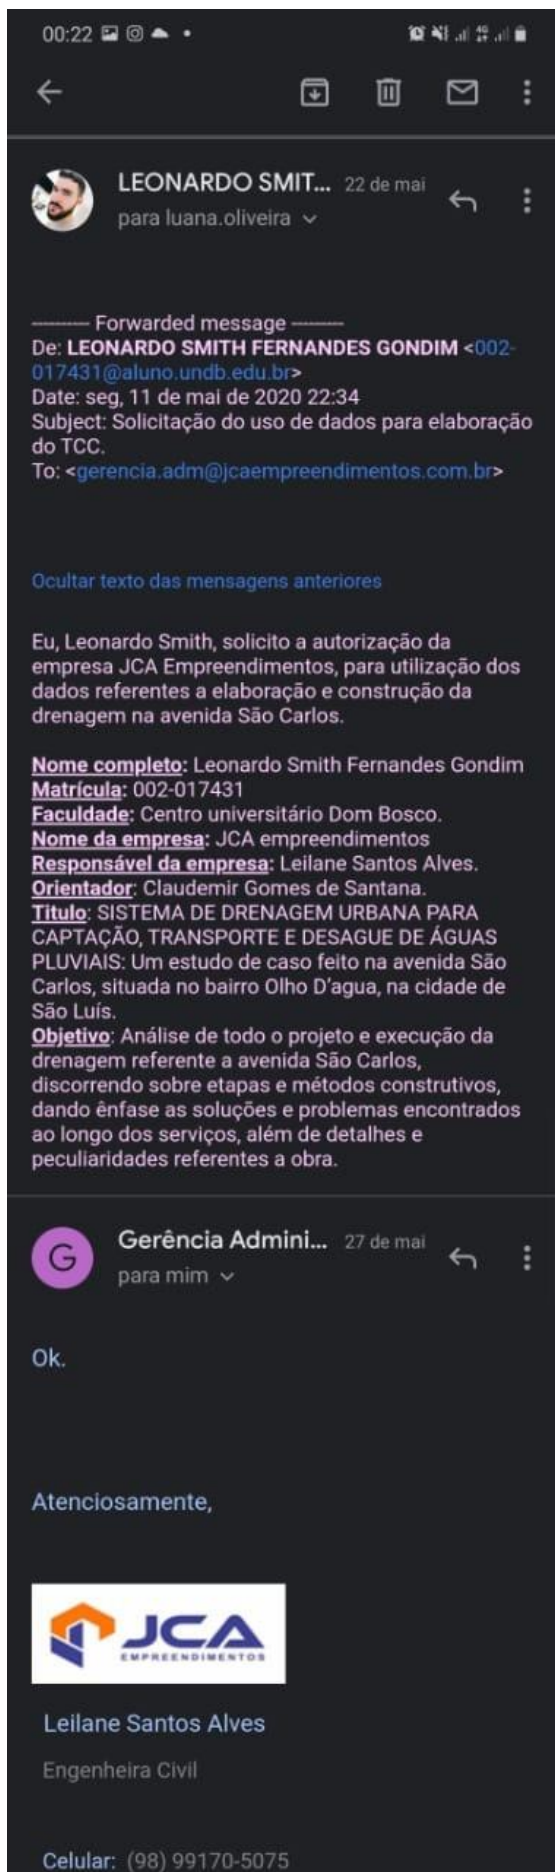 00:22
4G
LEONARDO SMIT... 22 de mai
para luana.oliveira
---------- Forwarded message ---------
De: LEONARDO SMITH FERNANDES GONDIM <002-
017431@aluno.undb.edu.br>
Date: seg, 11 de mai de 2020 22:34
Subject: Solicitação do uso de dados para elaboração
do TCC.
To: <gerencia.adm@jcaempreendimentos.com.br>
Ocultar texto das mensagens anteriores
Eu, Leonardo Smith, solicito a autorização da
empresa JCA Empreendimentos, para utilização dos
dados referentes a elaboração e construção da
drenagem na avenida São Carlos.
Nome completo: Leonardo Smith Fernandes Gondim
Matrícula: 002-017431
Faculdade: Centro universitário Dom Bosco.
Nome da empresa: JCA empreendimentos
Responsável da empresa: Leilane Santos Alves.
Orientador: Claudemir Gomes de Santana.
Titulo: SISTEMA DE DRENAGEM URBANA PARA
CAPTAÇÃO, TRANSPORTE E DESAGUE DE ÁGUAS
PLUVIAIS: Um estudo de caso feito na avenida São
Carlos, situada no bairro Olho D'agua, na cidade de
São Luís.
Objetivo: Análise de todo o projeto e execução da
drenagem referente a avenida São Carlos,
discorrendo sobre etapas e métodos construtivos,
dando ênfase as soluções e problemas encontrados
ao longo dos serviços, além de detalhes e
peculiaridades referentes a obra.
G
Gerência Admini... 27 de mai
para mim
Ok.
Atenciosamente,
JCA
EMPREENDIMENTOS
Leilane Santos Alves
Engenheira Civil
Celular: (98) 99170-5075